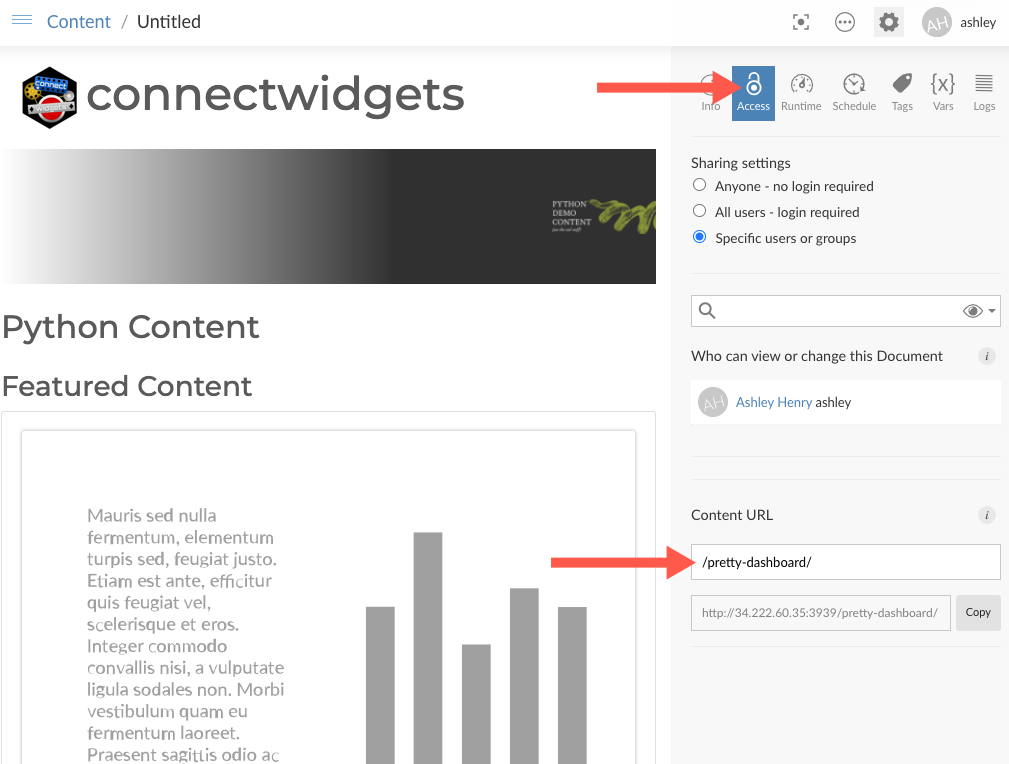 Content / Untitled
AH ashley
connect
widgets
connectwidgets
Info Access Runtime Schedule Tags {x} Vars Logs
PYTHON
DEMO
CONTENT
Sharing settings
Anyone - no login required
All users - login required
Specific users or groups
Python Content
Featured Content
Who can view or change this Document i
AH Ashley Henry ashley
Mauris sed nulla
fermentum, elementum
turpis sed, feugiat justo.
Etiam est ante, efficitur
quis feugiat vel,
scelerisque et eros.
Integer commodo
convallis nisi, a vulputate
ligula sodales non. Morbi
vestibulum quam eu
fermentum laoreet.
Praesent sagittis odio ac
Content URL i
/pretty-dashboard/
http://34.222.60.35:3939/pretty-dashboard/ Copy